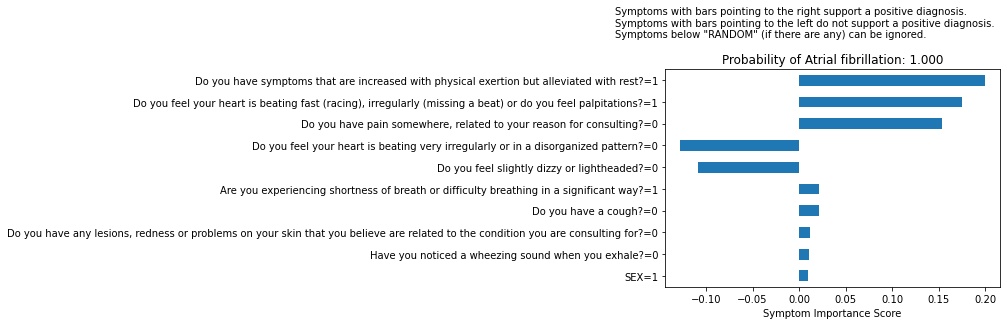 Symptoms with bars pointing to the right support a positive diagnosis.
Symptoms with bars pointing to the left do not support a positive diagnosis.
Symptoms below "RANDOM" (if there are any) can be ignored.
Probability of Atrial fibrillation: 1.000
Do you have symptoms that are increased with physical exertion but alleviated with rest?=1
Do you feel your heart is beating fast (racing), irregularly (missing a beat) or do you feel palpitations?=1
Do you have pain somewhere, related to your reason for consulting?=0
Do you feel your heart is beating very irregularly or in a disorganized pattern?=0
Do you feel slightly dizzy or lightheaded?=0
Are you experiencing shortness of breath or difficulty breathing in a significant way?=1
Do you have a cough?=0
Do you have any lesions, redness or problems on your skin that you believe are related to the condition you are consulting for?=0
Have you noticed a wheezing sound when you exhale?=0
SEX=1
−0.10 −0.05 0.00 0.05 0.10 0.15 0.20
Symptom Importance Score